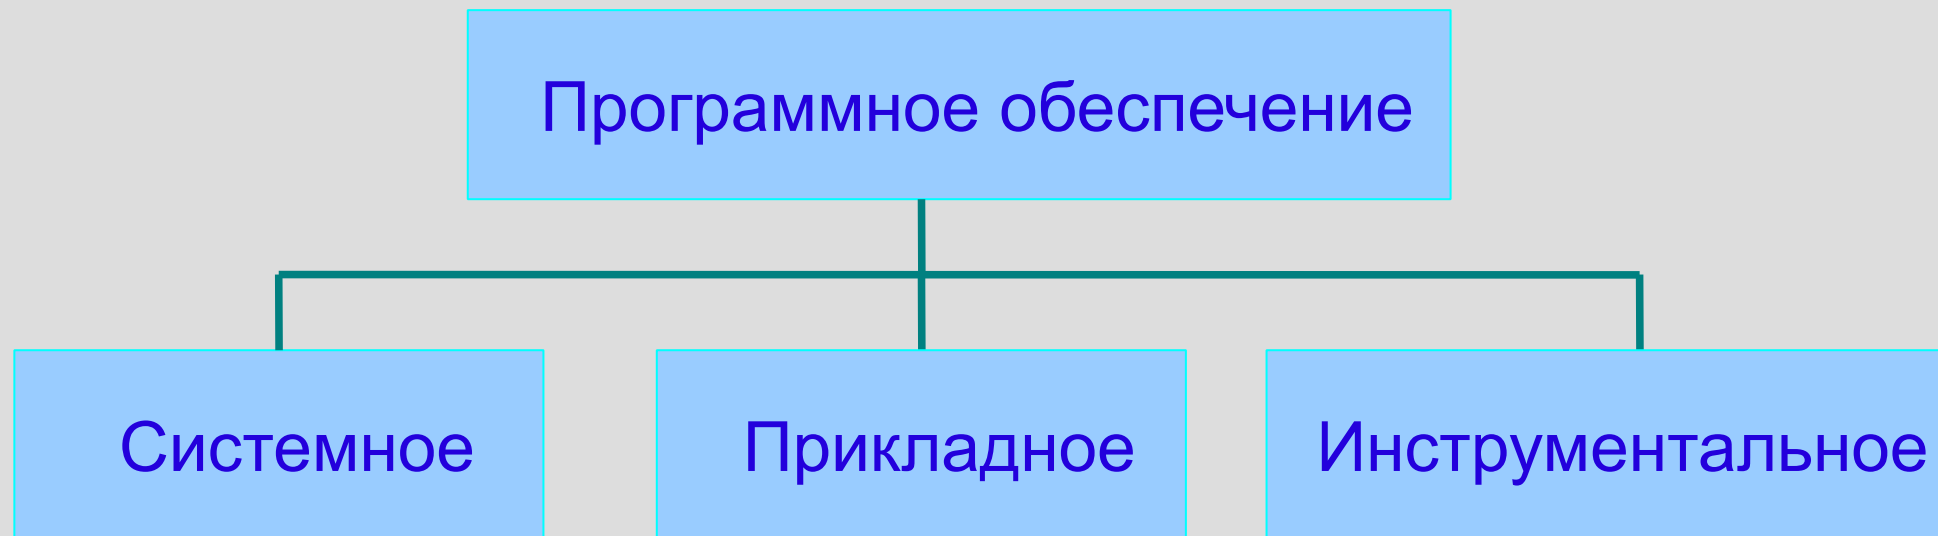 Программное обеспечение
Системное
Прикладное
Инструментальное